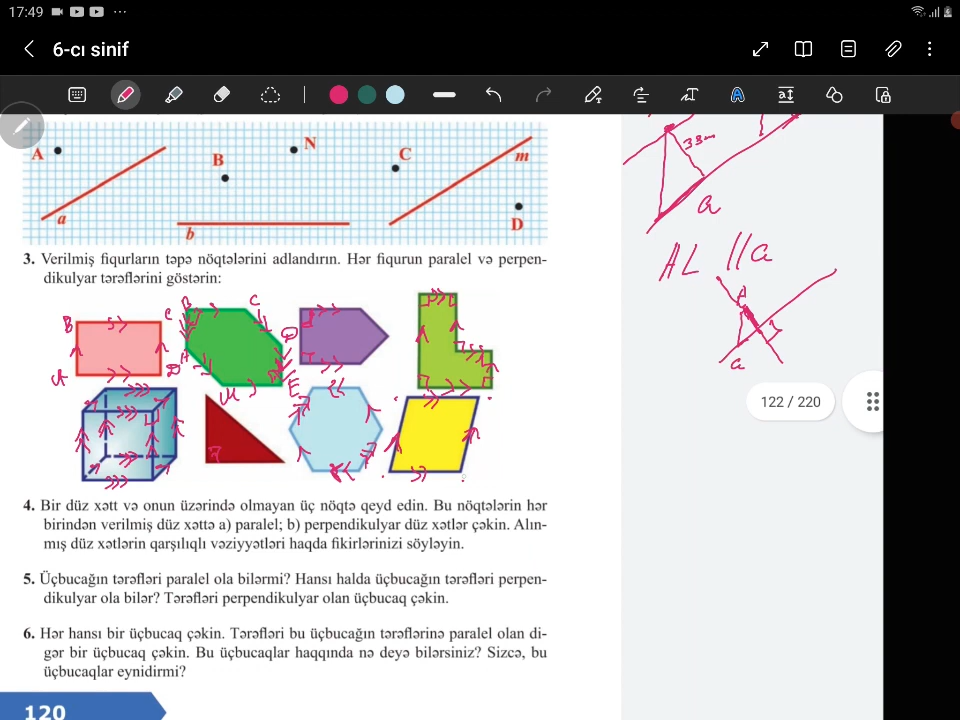 17:49
6-cı sinif
A
a
B
b
N
C
m
D
3. Verilmiş fiqurların təpə nöqtələrini adlandırın. Hər fiqurun paralel və perpen-
dikulyar tərəflərini göstərin:
B
C
A
D
B
C
D
A
M
E
4. Bir düz xətt və onun üzərində olmayan üç nöqtə qeyd edin. Bu nöqtələrin hər
birindən verilmiş düz xəttə a) paralel; b) perpendikulyar düz xətlər çəkin. Alın-
mış düz xətlərin qarşılıqlı vəziyyətləri haqda fikirlərinizi söyləyin.
5. Üçbucağın tərəfləri paralel ola bilərmi? Hansı halda üçbucağın tərəfləri perpen-
dikulyar ola bilər? Tərəfləri perpendikulyar olan üçbucaq çəkin.
6. Hər hansı bir üçbucaq çəkin. Tərəfləri bu üçbucağın tərəflərinə paralel olan di-
gər bir üçbucaq çəkin. Bu üçbucaqlar haqqında nə deyə bilərsiniz? Sizcə, bu
üçbucaqlar eynidirmi?
120
a
AL // a
A
a
122 / 220